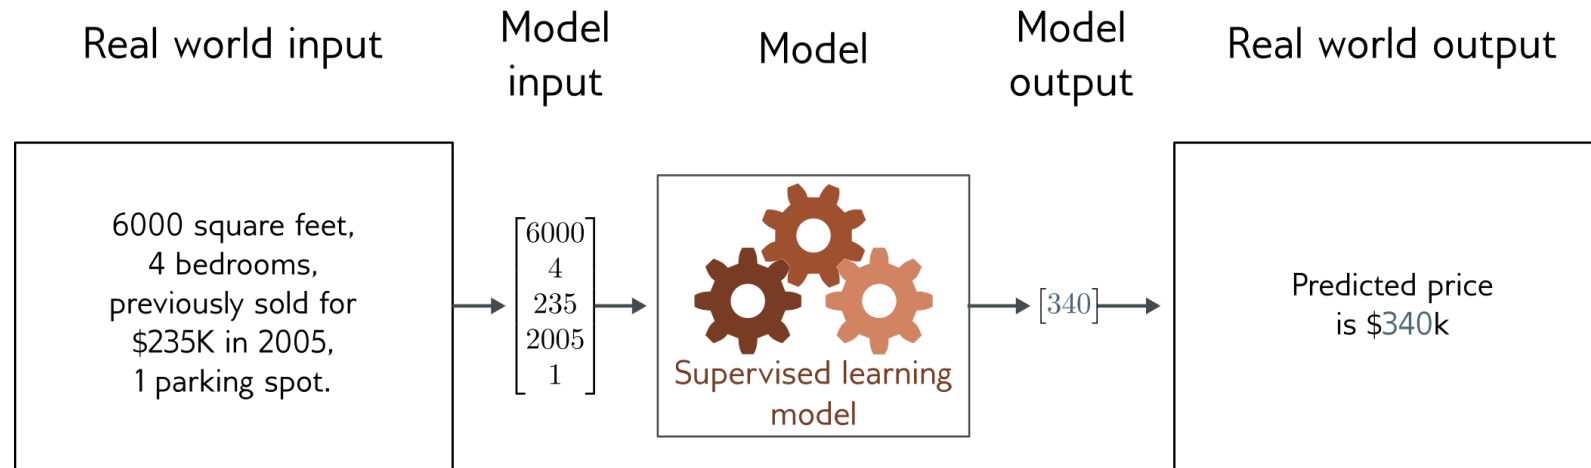 Real world input
Model
input
Model
Model
output
Real world output
6000 square feet,
4 bedrooms,
previously sold for
$235K in 2005,
1 parking spot.
6000
4
235
2005
1
Supervised learning
model
[340]
Predicted price
is $340k